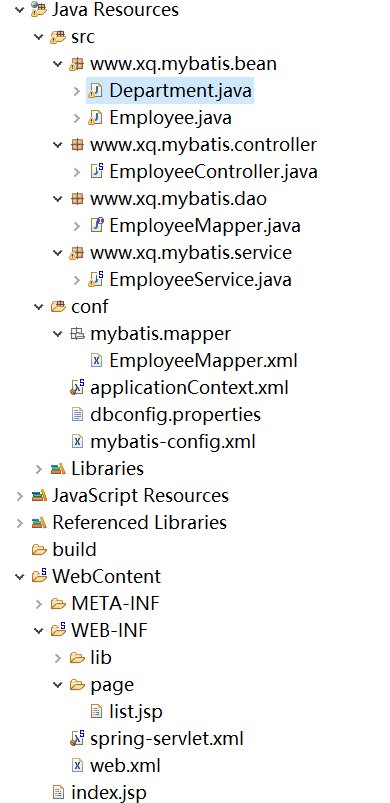 Java Resources
src
www.xq.mybatis.bean
Department.java
Employee.java
www.xq.mybatis.controller
EmployeeController.java
www.xq.mybatis.dao
EmployeeMapper.java
www.xq.mybatis.service
EmployeeService.java
conf
mybatis.mapper
EmployeeMapper.xml
applicationContext.xml
dbconfig.properties
mybatis-config.xml
Libraries
JavaScript Resources
Referenced Libraries
build
WebContent
META-INF
WEB-INF
lib
page
list.jsp
spring-servlet.xml
web.xml
index.jsp